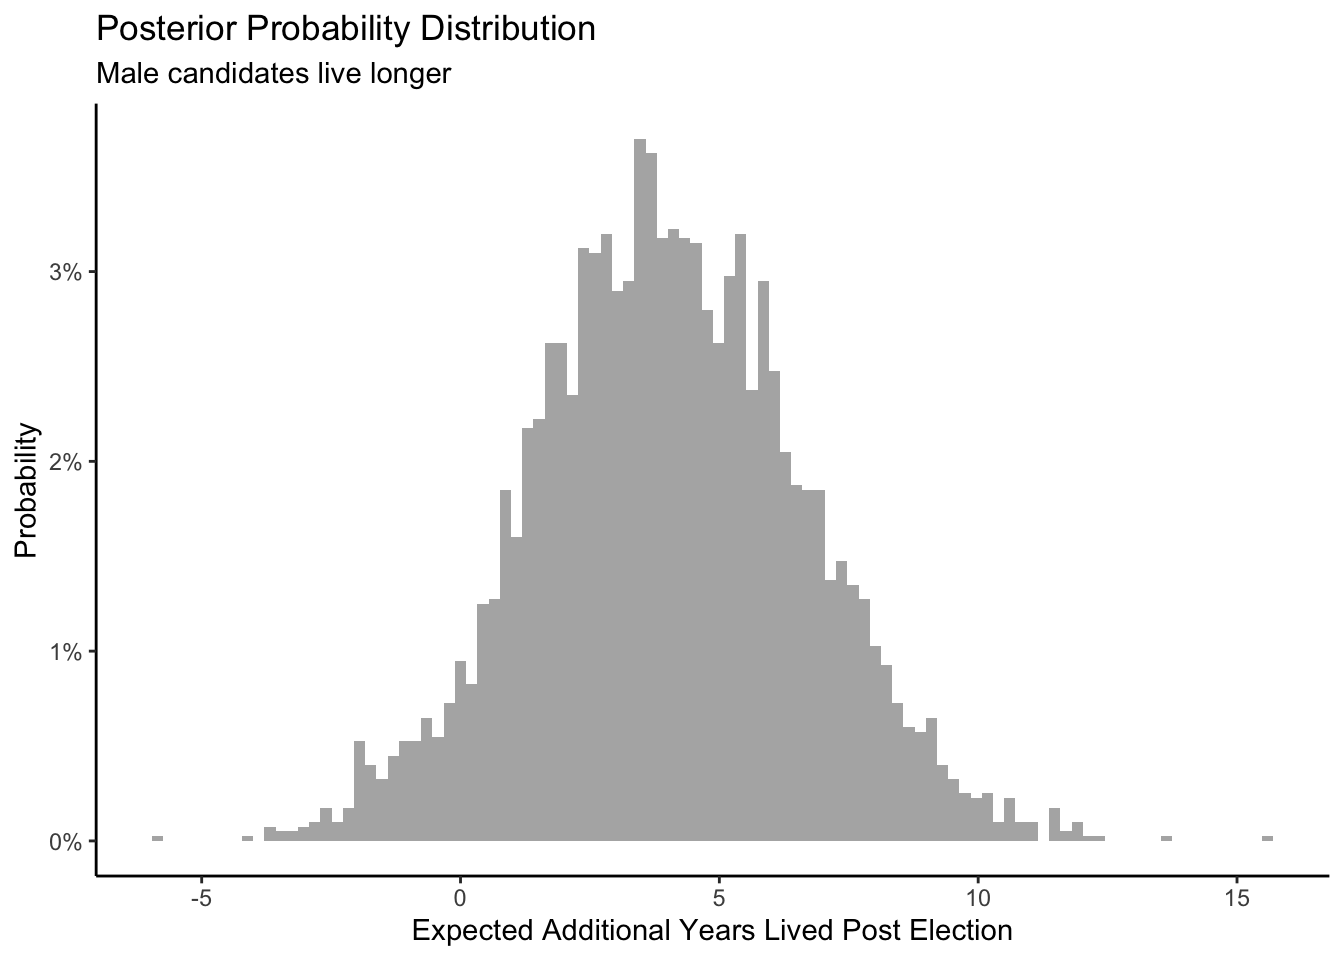 Posterior Probability Distribution
Male candidates live longer
3%
2%
1%
0%
Probability
-5
0
5
10
15
Expected Additional Years Lived Post Election